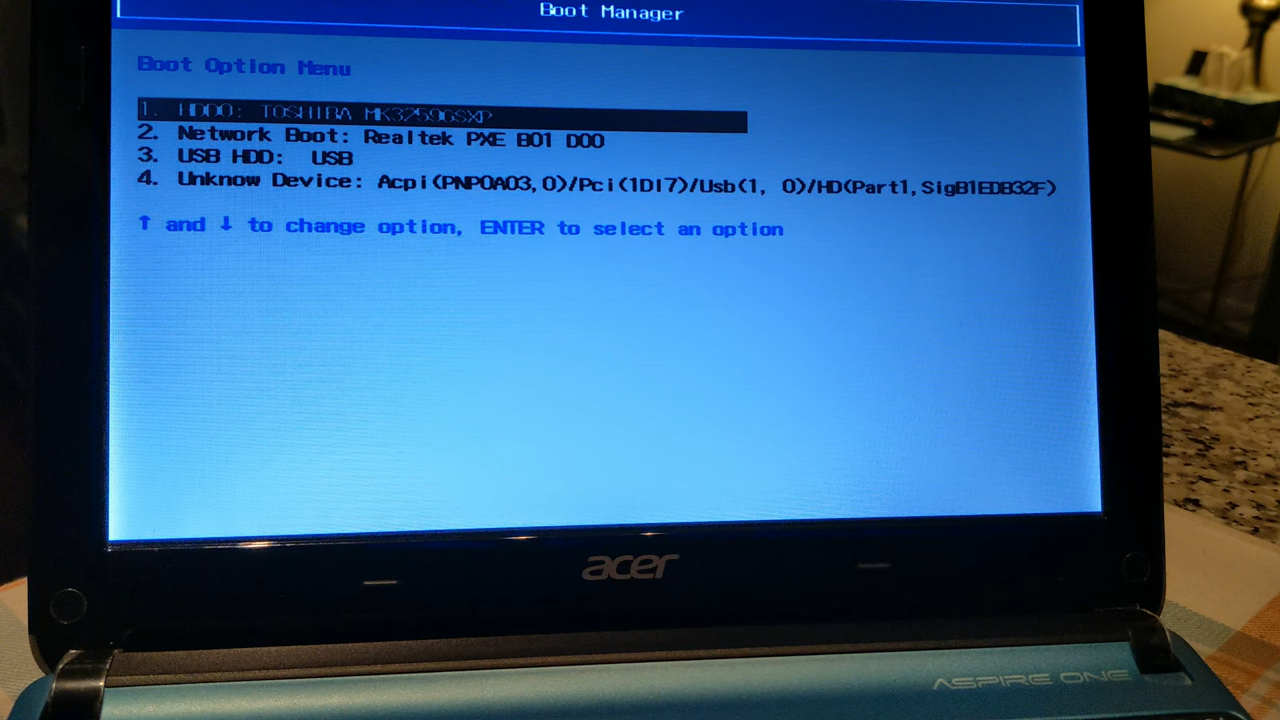 Boot Manager
Boot Option Menu
1. HDD0: TOSHIBA MK3259GSXP
2. Network Boot: Realtek PXE B01 D00
3. USB HDD: USB
4. Unknow Device: Acpi(PNP0A03,0)/Pci(1D|7)/Usb(1, 0)/HD(Part1,SigB1EDB32F)
↑ and ↓ to change option, ENTER to select an option
acer
ASPIRE ONE